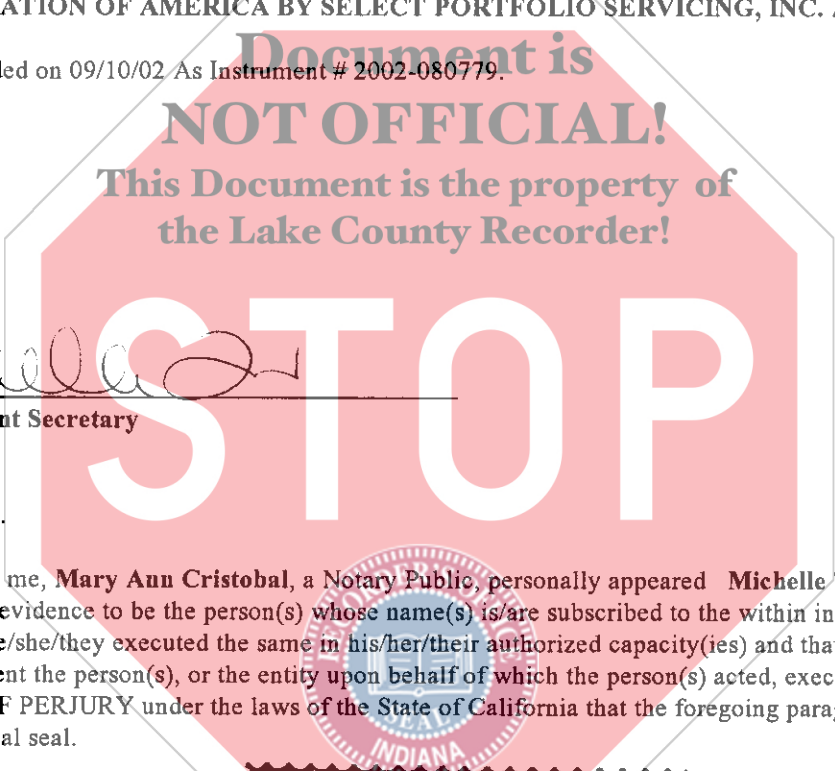 ATION OF AMERICA BY SELECT PORTFOLIO SERVICING, INC.
Document is
ed on 09/10/02 As Instrument # 2002-080779.
NOT OFFICIAL!
This Document is the property of
the Lake County Recorder!
STOP
nt Secretary
me, Mary Ann Cristobal, a Notary Public, personally appeared Michelle
evidence to be the person(s) whose name(s) is/are subscribed to the within in
e/she/they executed the same in his/her/their authorized capacity(ies) and that
ent the person(s), or the entity upon behalf of which the person(s) acted, exec
F PERJURY under the laws of the State of California that the foregoing para
al seal.
SEAL
INDIANA